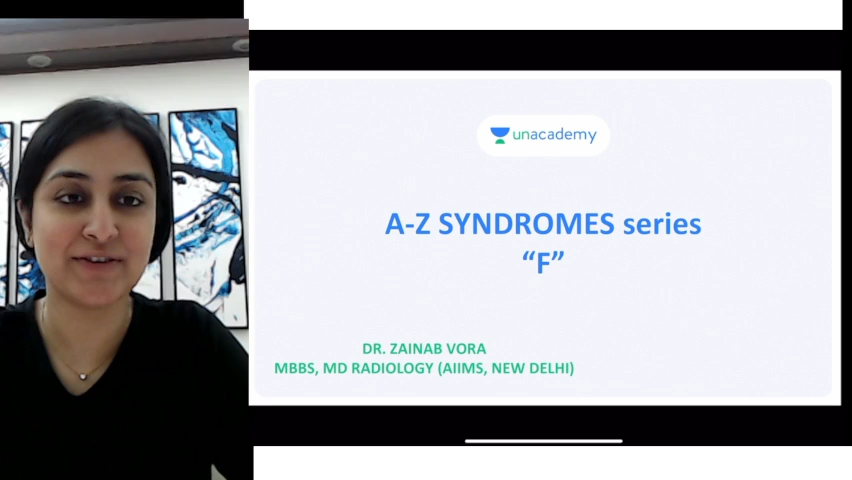 unacademy
A-Z SYNDROMES series
“F”
DR. ZAINAB VORA
MBBS, MD RADIOLOGY (AIIMS, NEW DELHI)